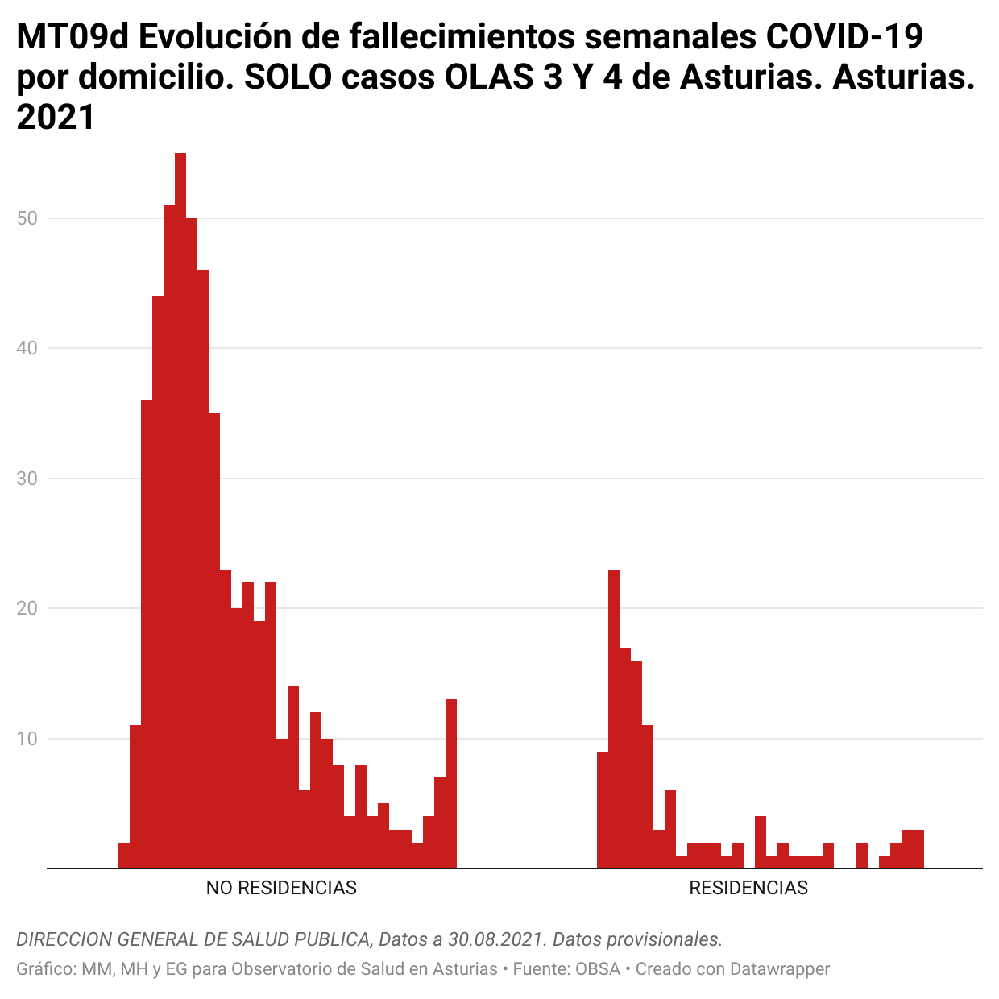 MT09d Evolución de fallecimientos semanales COVID-19
por domicilio. SOLO casos OLAS 3 Y 4 de Asturias. Asturias.
2021
50
40
30
20
10
NO RESIDENCIAS
RESIDENCIAS
DIRECCION GENERAL DE SALUD PUBLICA, Datos a 30.08.2021. Datos provisionales.
Gráfico: MM, MH y EG para Observatorio de Salud en Asturias • Fuente: OBSA • Creado con Datawrapper